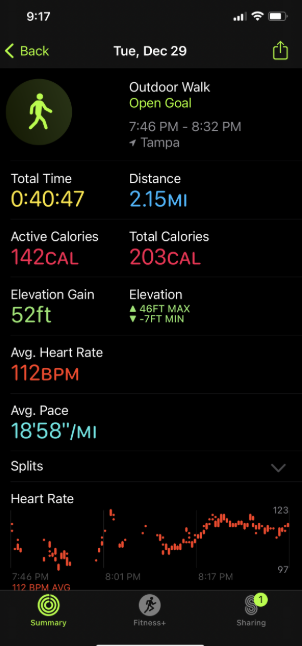 9:17
Back Tue, Dec 29
Outdoor Walk
Open Goal
7:46 PM - 8:32 PM
Tampa
Total Time Distance
0:40:47 2.15MI
Active Calories Total Calories
142CAL 203CAL
Elevation Gain Elevation
52ft ▲ 46FT MAX
▼ -7FT MIN
Avg. Heart Rate
112BPM
Avg. Pace
18'58"/MI
Splits
Heart Rate
123
97
7:46 PM 8:01 PM 8:17 PM
112 BPM AVG
1
Summary Fitness+ Sharing